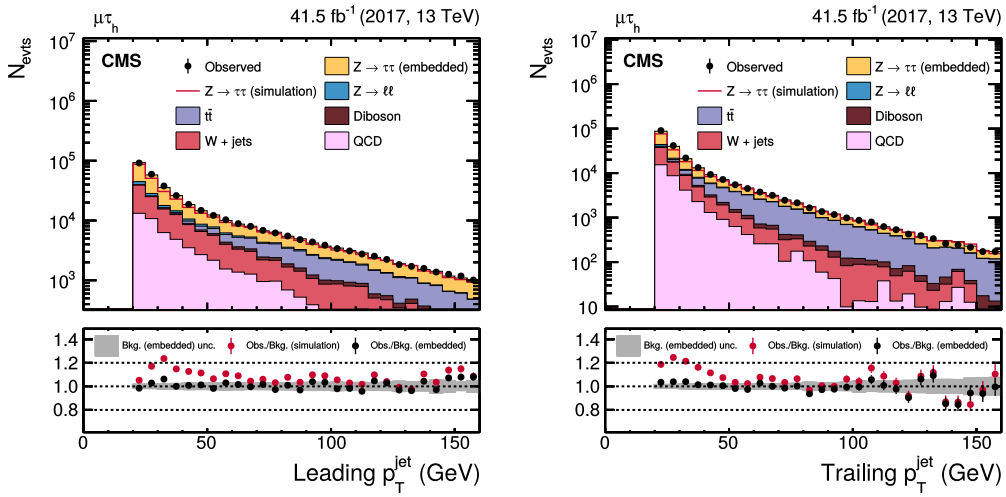 μτh 41.5 fb⁻¹ (2017, 13 TeV)
Nevts
CMS
Observed
Z → ττ (embedded)
Z → ττ (simulation)
Z → ℓℓ
tt̄
Diboson
W + jets
QCD
10⁷
10⁶
10⁵
10⁴
10³
Bkg. (embedded) unc. Obs./Bkg. (simulation) Obs./Bkg. (embedded)
1.4
1.2
1.0
0.8
0 50 100 150
Leading pTjet (GeV)
μτh 41.5 fb⁻¹ (2017, 13 TeV)
Nevts
CMS
Observed
Z → ττ (embedded)
Z → ττ (simulation)
Z → ℓℓ
tt̄
Diboson
W + jets
QCD
10⁷
10⁶
10⁵
10⁴
10³
10²
10
Bkg. (embedded) unc. Obs./Bkg. (simulation) Obs./Bkg. (embedded)
1.4
1.2
1.0
0.8
0 50 100 150
Trailing pTjet (GeV)